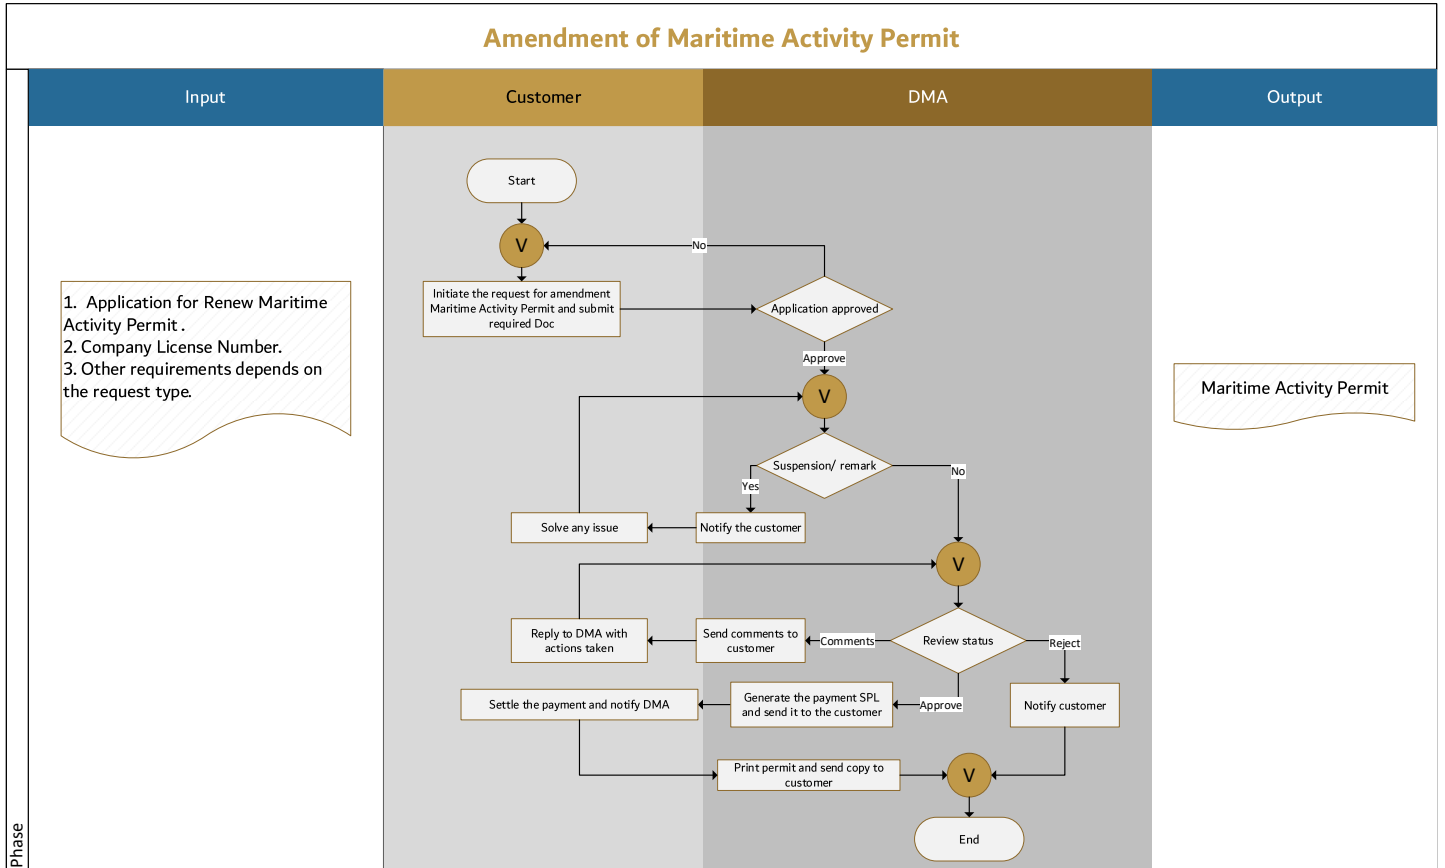 Amendment of Maritime Activity Permit
Input
Customer
DMA
Output
Start
V
No
1. Application for Renew Maritime
Activity Permit .
2. Company License Number.
3. Other requirements depends on
the request type.
Initiate the request for amendment
Maritime Activity Permit and submit
required Doc
Application approved
Approve
V
Maritime Activity Permit
Suspension/ remark
Yes
No
Solve any issue
Notify the customer
V
Reply to DMA with
actions taken
Send comments to
customer
Comments
Review status
Reject
Settle the payment and notify DMA
Generate the payment SPL
and send it to the customer
Approve
Notify customer
Print permit and send copy to
customer
V
End
Phase